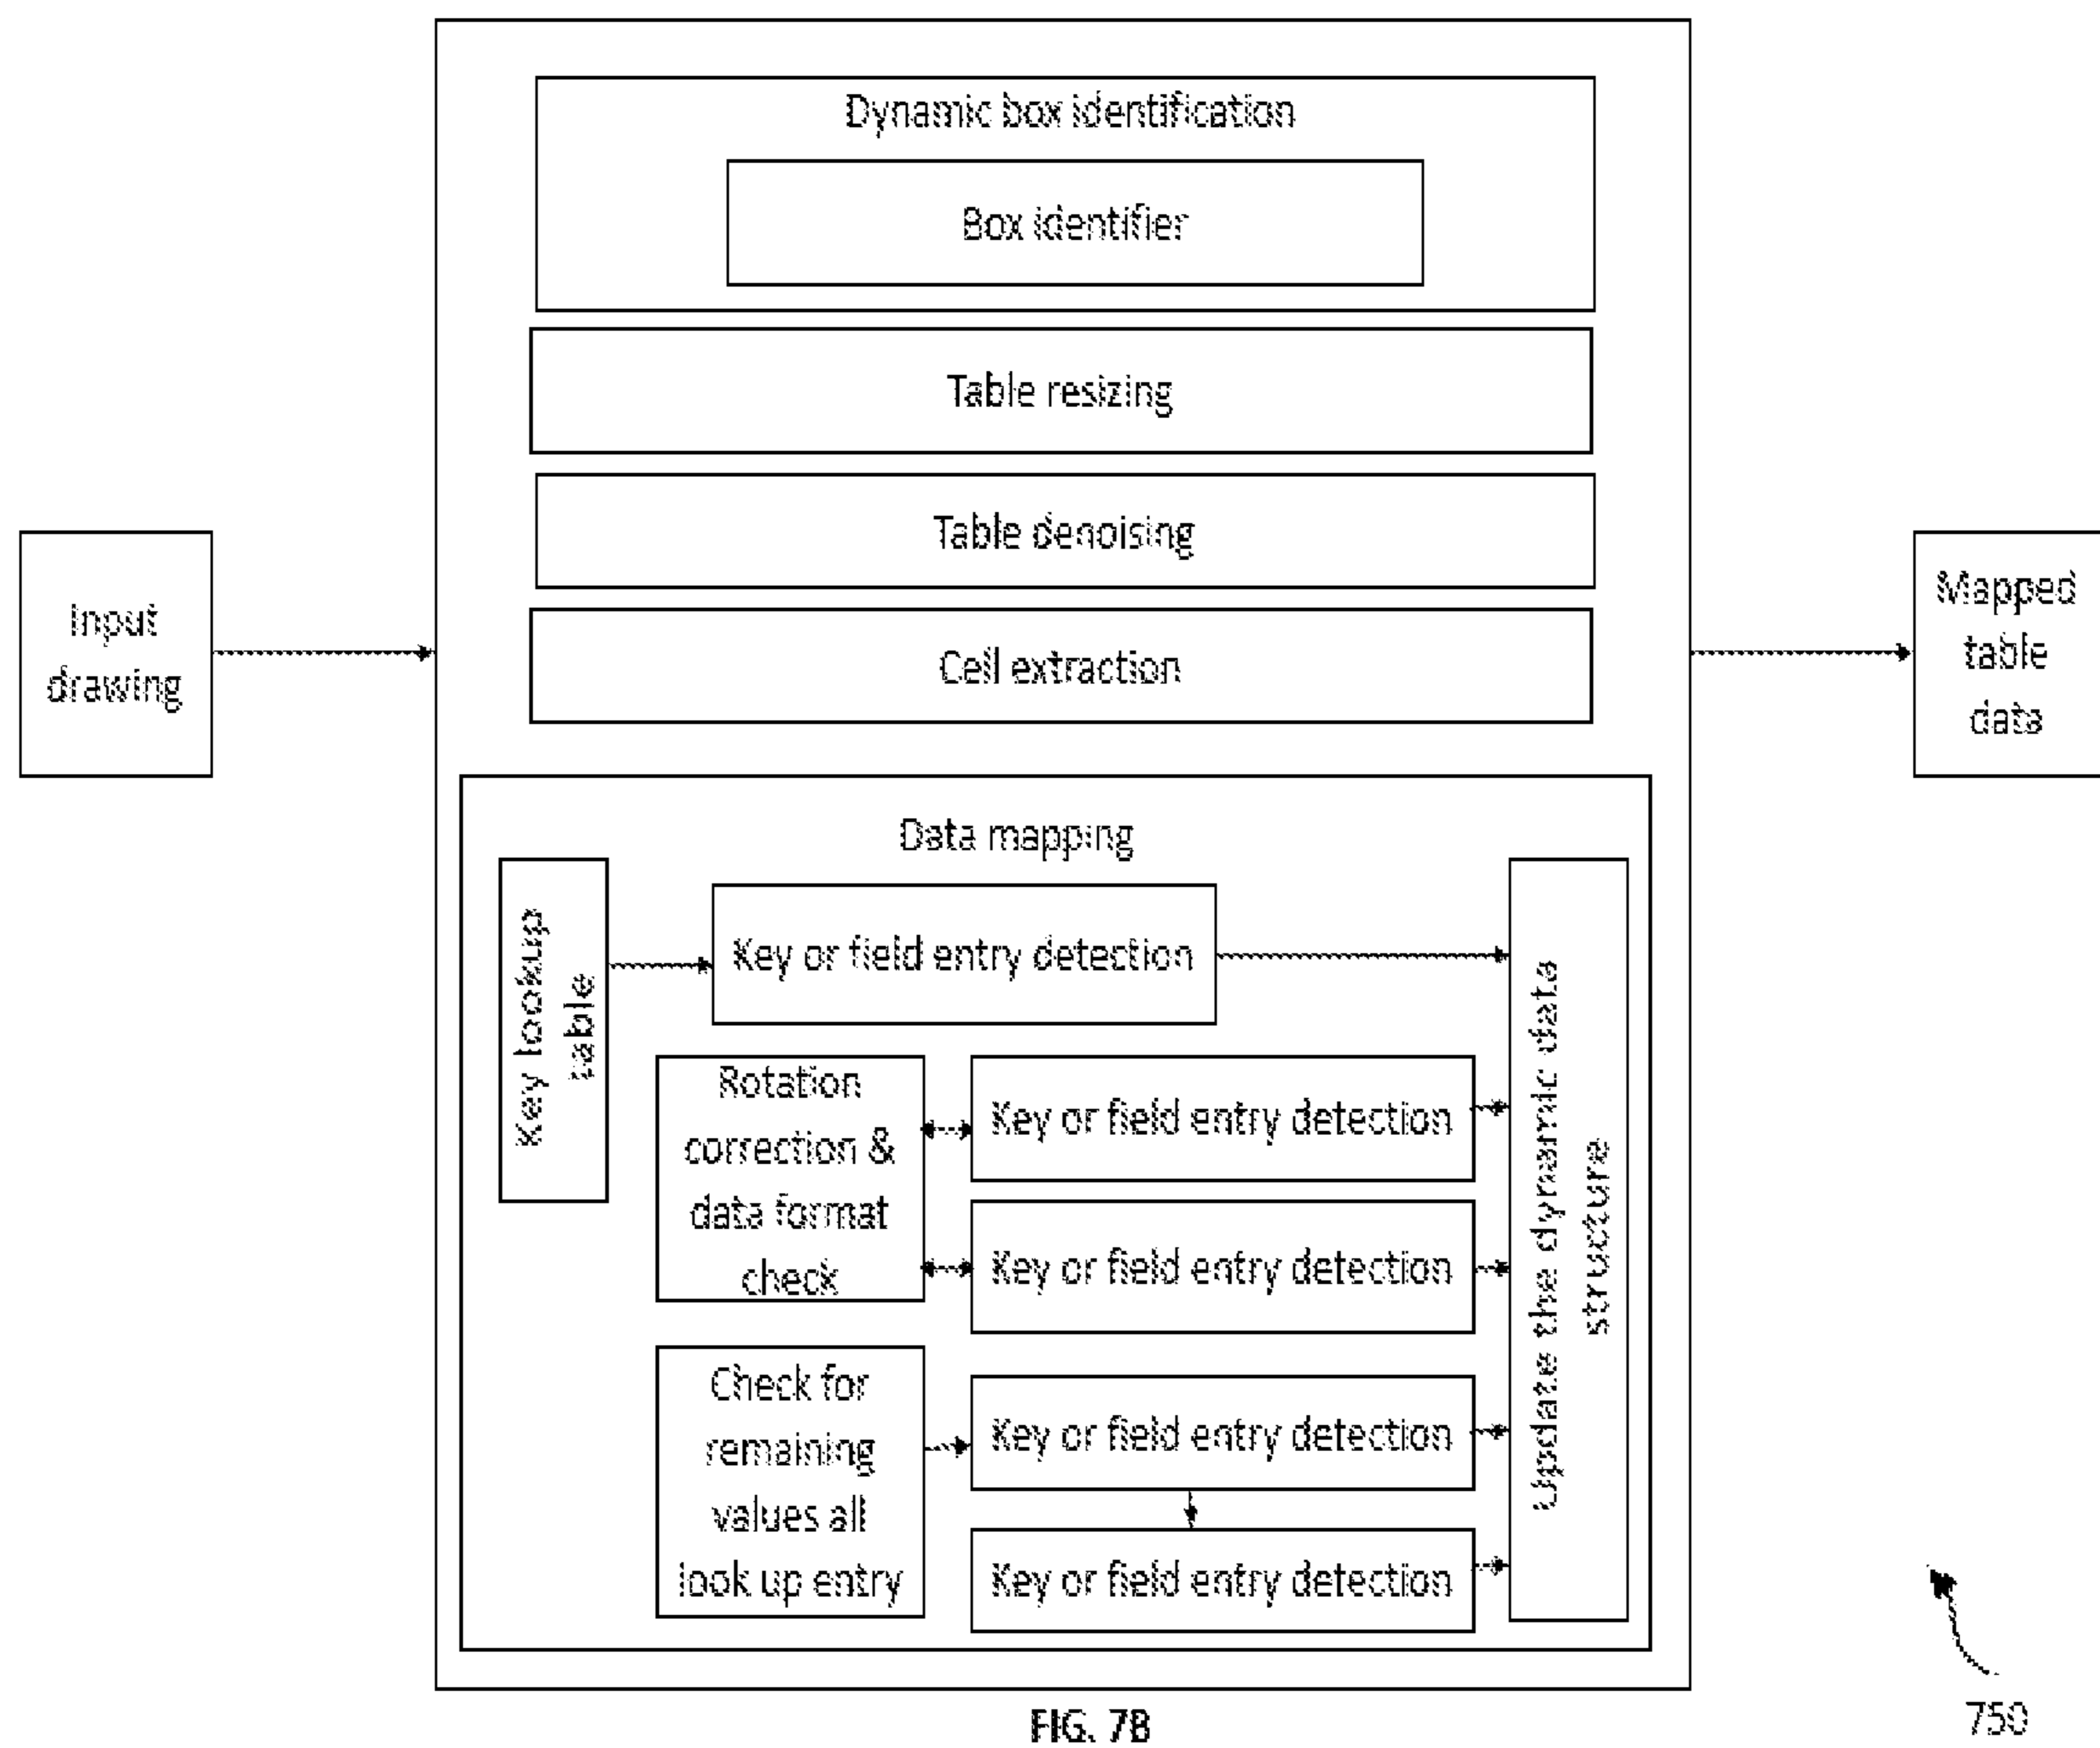 Dynamic box identification
Box identifier
Table resizing
Table denoising
Cell extraction
Input
drawing
Mapped
table
data
Data mapping
Key lookup
table
Key or field entry detection
Rotation
correction &
data format
check
Key or field entry detection
Key or field entry detection
Check for
remaining
values all
look up entry
Key or field entry detection
Key or field entry detection
Update the dynamic data
structure
FIG. 7B
750